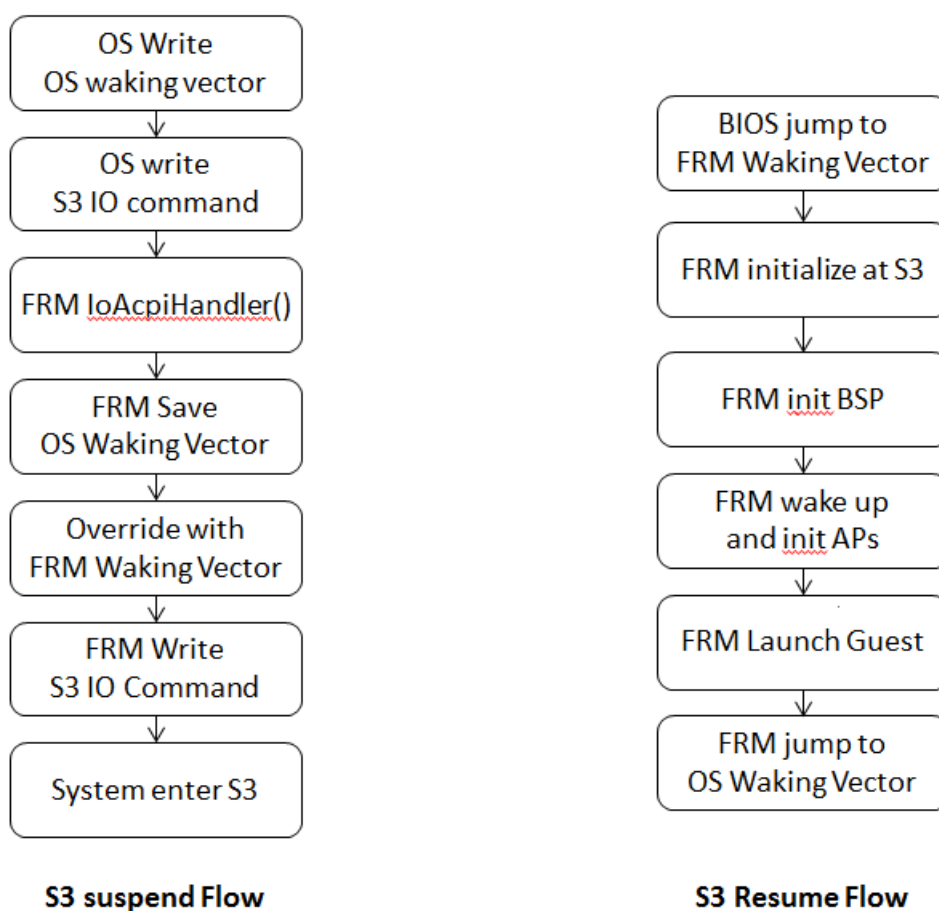 OS Write
OS waking vector
OS write
S3 IO command
FRM IoAcpiHandler()
FRM Save
OS Waking Vector
Override with
FRM Waking Vector
FRM Write
S3 IO Command
System enter S3
S3 suspend Flow
BIOS jump to
FRM Waking Vector
FRM initialize at S3
FRM init BSP
FRM wake up
and init APs
FRM Launch Guest
FRM jump to
OS Waking Vector
S3 Resume Flow